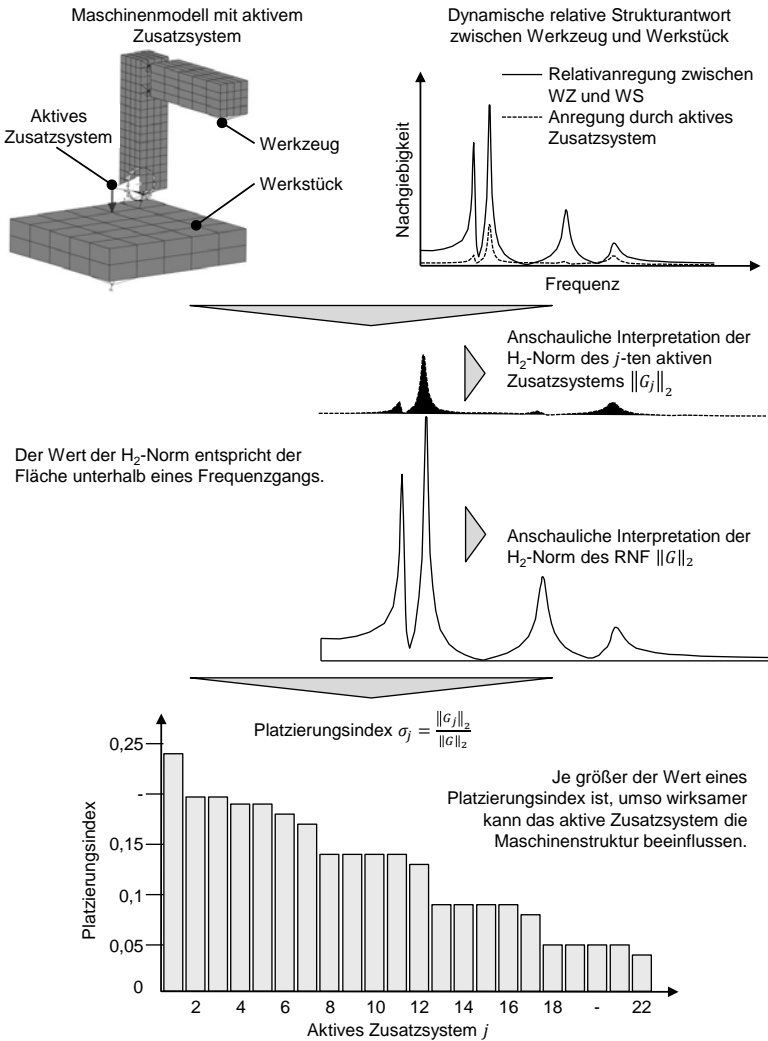 Maschinenmodell mit aktivem
Zusatzsystem
Aktives
Zusatzsystem
Werkzeug
Werkstück
Dynamische relative Strukturantwort
zwischen Werkzeug und Werkstück
Relativanregung zwischen
WZ und WS
Anregung durch aktives
Zusatzsystem
Nachgiebigkeit
Frequenz
Anschauliche Interpretation der
H₂-Norm des j-ten aktiven
Zusatzsystems ‖G_j‖₂
Der Wert der H₂-Norm entspricht der
Fläche unterhalb eines Frequenzgangs.
Anschauliche Interpretation der
H₂-Norm des RNF ‖G‖₂
Platzierungsindex σ_j = ‖G_j‖₂ / ‖G‖₂
Je größer der Wert eines
Platzierungsindex ist, umso wirksamer
kann das aktive Zusatzsystem die
Maschinenstruktur beeinflussen.
Platzierungsindex
0,25
-
0,15
0,1
0,05
0
2 4 6 8 10 12 14 16 18 - 22
Aktives Zusatzsystem j